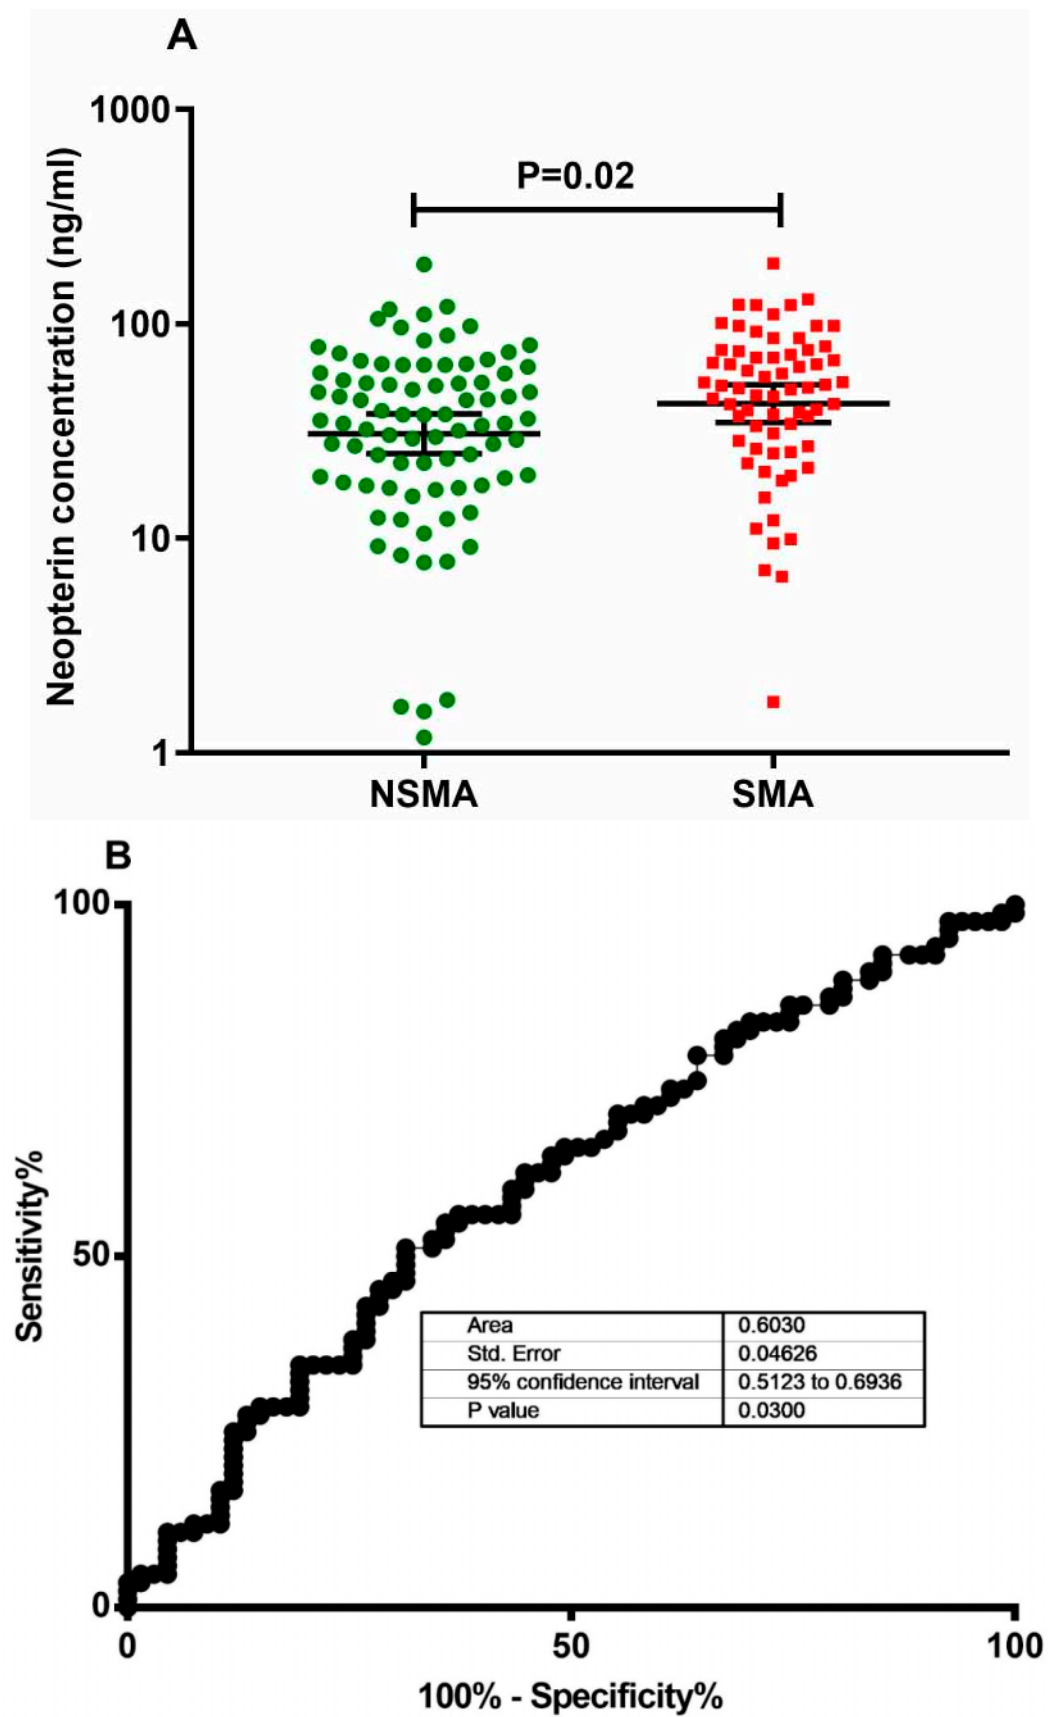 A
1000
P=0.02
100
10
1
Neopterin concentration (ng/ml)
NSMA SMA
B
100
50
0
Sensitivity%
Area 0.6030
Std. Error 0.04626
95% confidence interval 0.5123 to 0.6936
P value 0.0300
0 50 100
100% - Specificity%